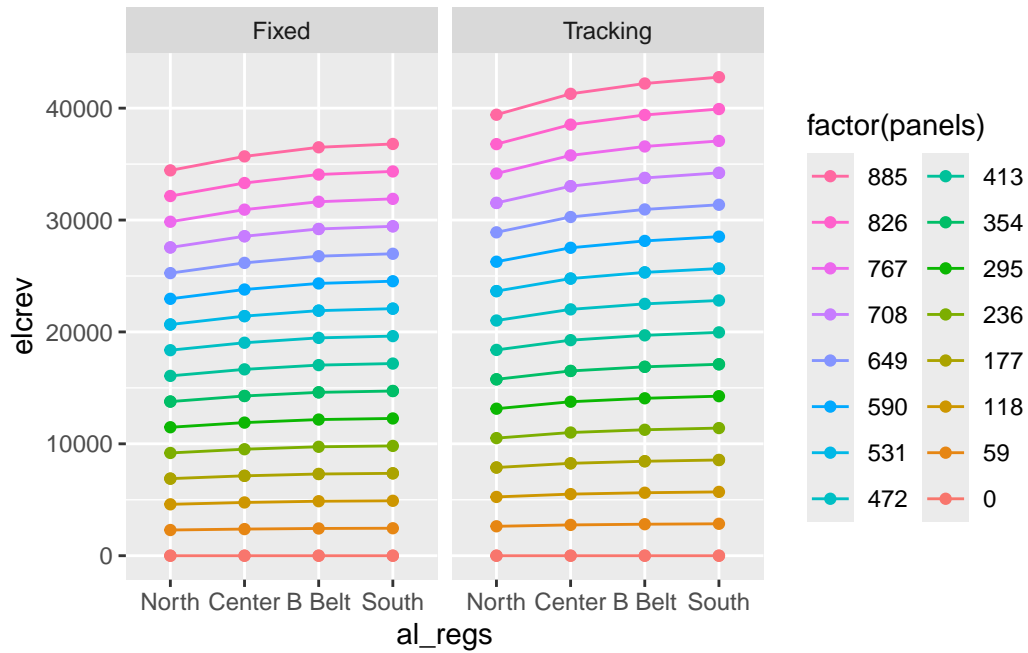 Fixed Tracking
elcrev
40000
30000
20000
10000
0
North Center B Belt South North Center B Belt South
al_regs
factor(panels)
885 413
826 354
767 295
708 236
649 177
590 118
531 59
472 0